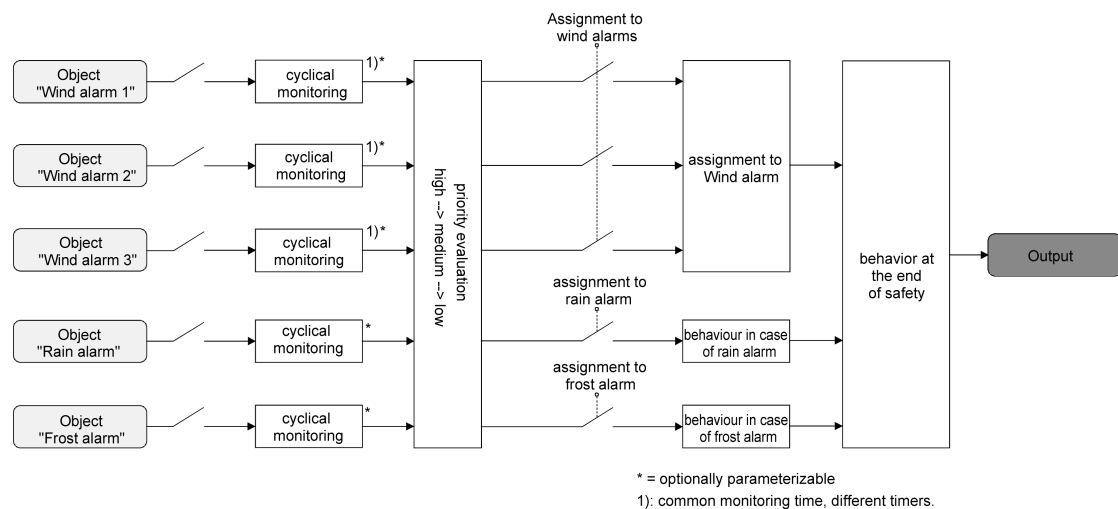 Assignment to
wind alarms
Object
"Wind alarm 1"
cyclical
monitoring
1)*
Object
"Wind alarm 2"
cyclical
monitoring
1)*
Object
"Wind alarm 3"
cyclical
monitoring
1)*
Object
"Rain alarm"
cyclical
monitoring
*
Object
"Frost alarm"
cyclical
monitoring
*
priority evaluation
high --> medium --> low
assignment to
Wind alarm
assignment to
rain alarm
behaviour in case
of rain alarm
assignment to
frost alarm
behaviour in case
of frost alarm
behavior at
the end
of safety
Output
* = optionally parameterizable
1): common monitoring time, different timers.